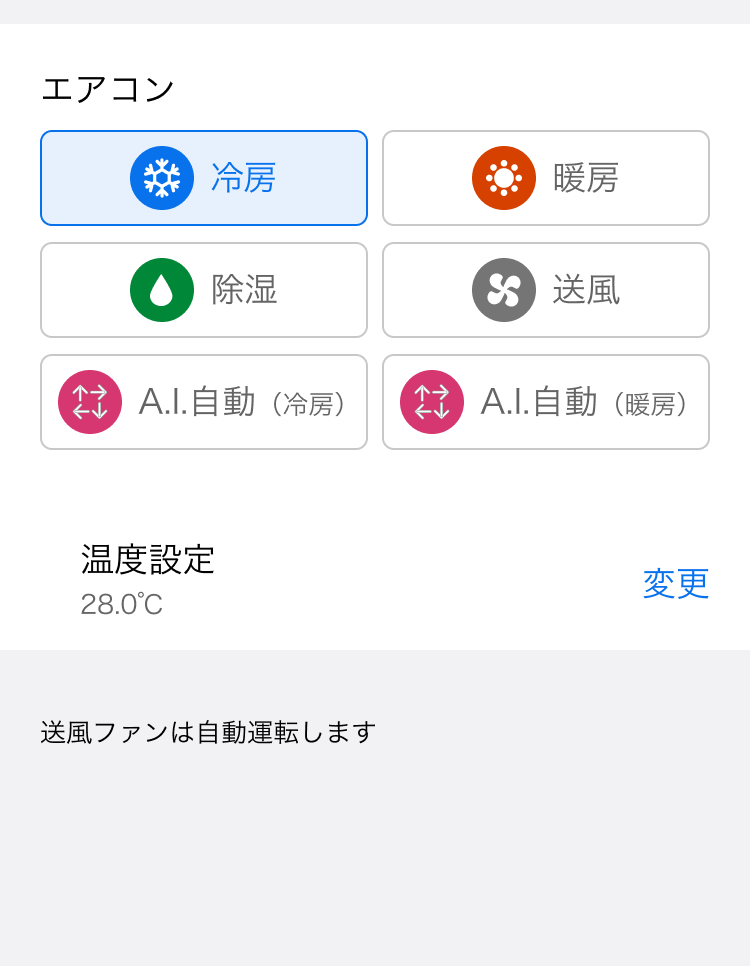 エアコン
冷房
暖房
除湿
送風
A.I.自動（冷房）
A.I.自動（暖房）
温度設定
28.0℃
変更
送風ファンは自動運転します